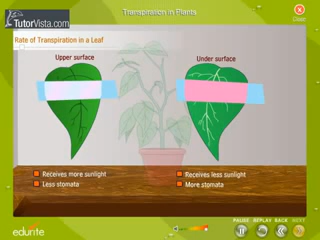 Transpiration in Plants
Close
TutorVista.com
Rate of Transpiration in a Leaf
Upper surface
Under surface
Receives more sunlight
Less stomata
Receives less sunlight
More stomata
PAUSE REPLAY BACK NEXT
edurite